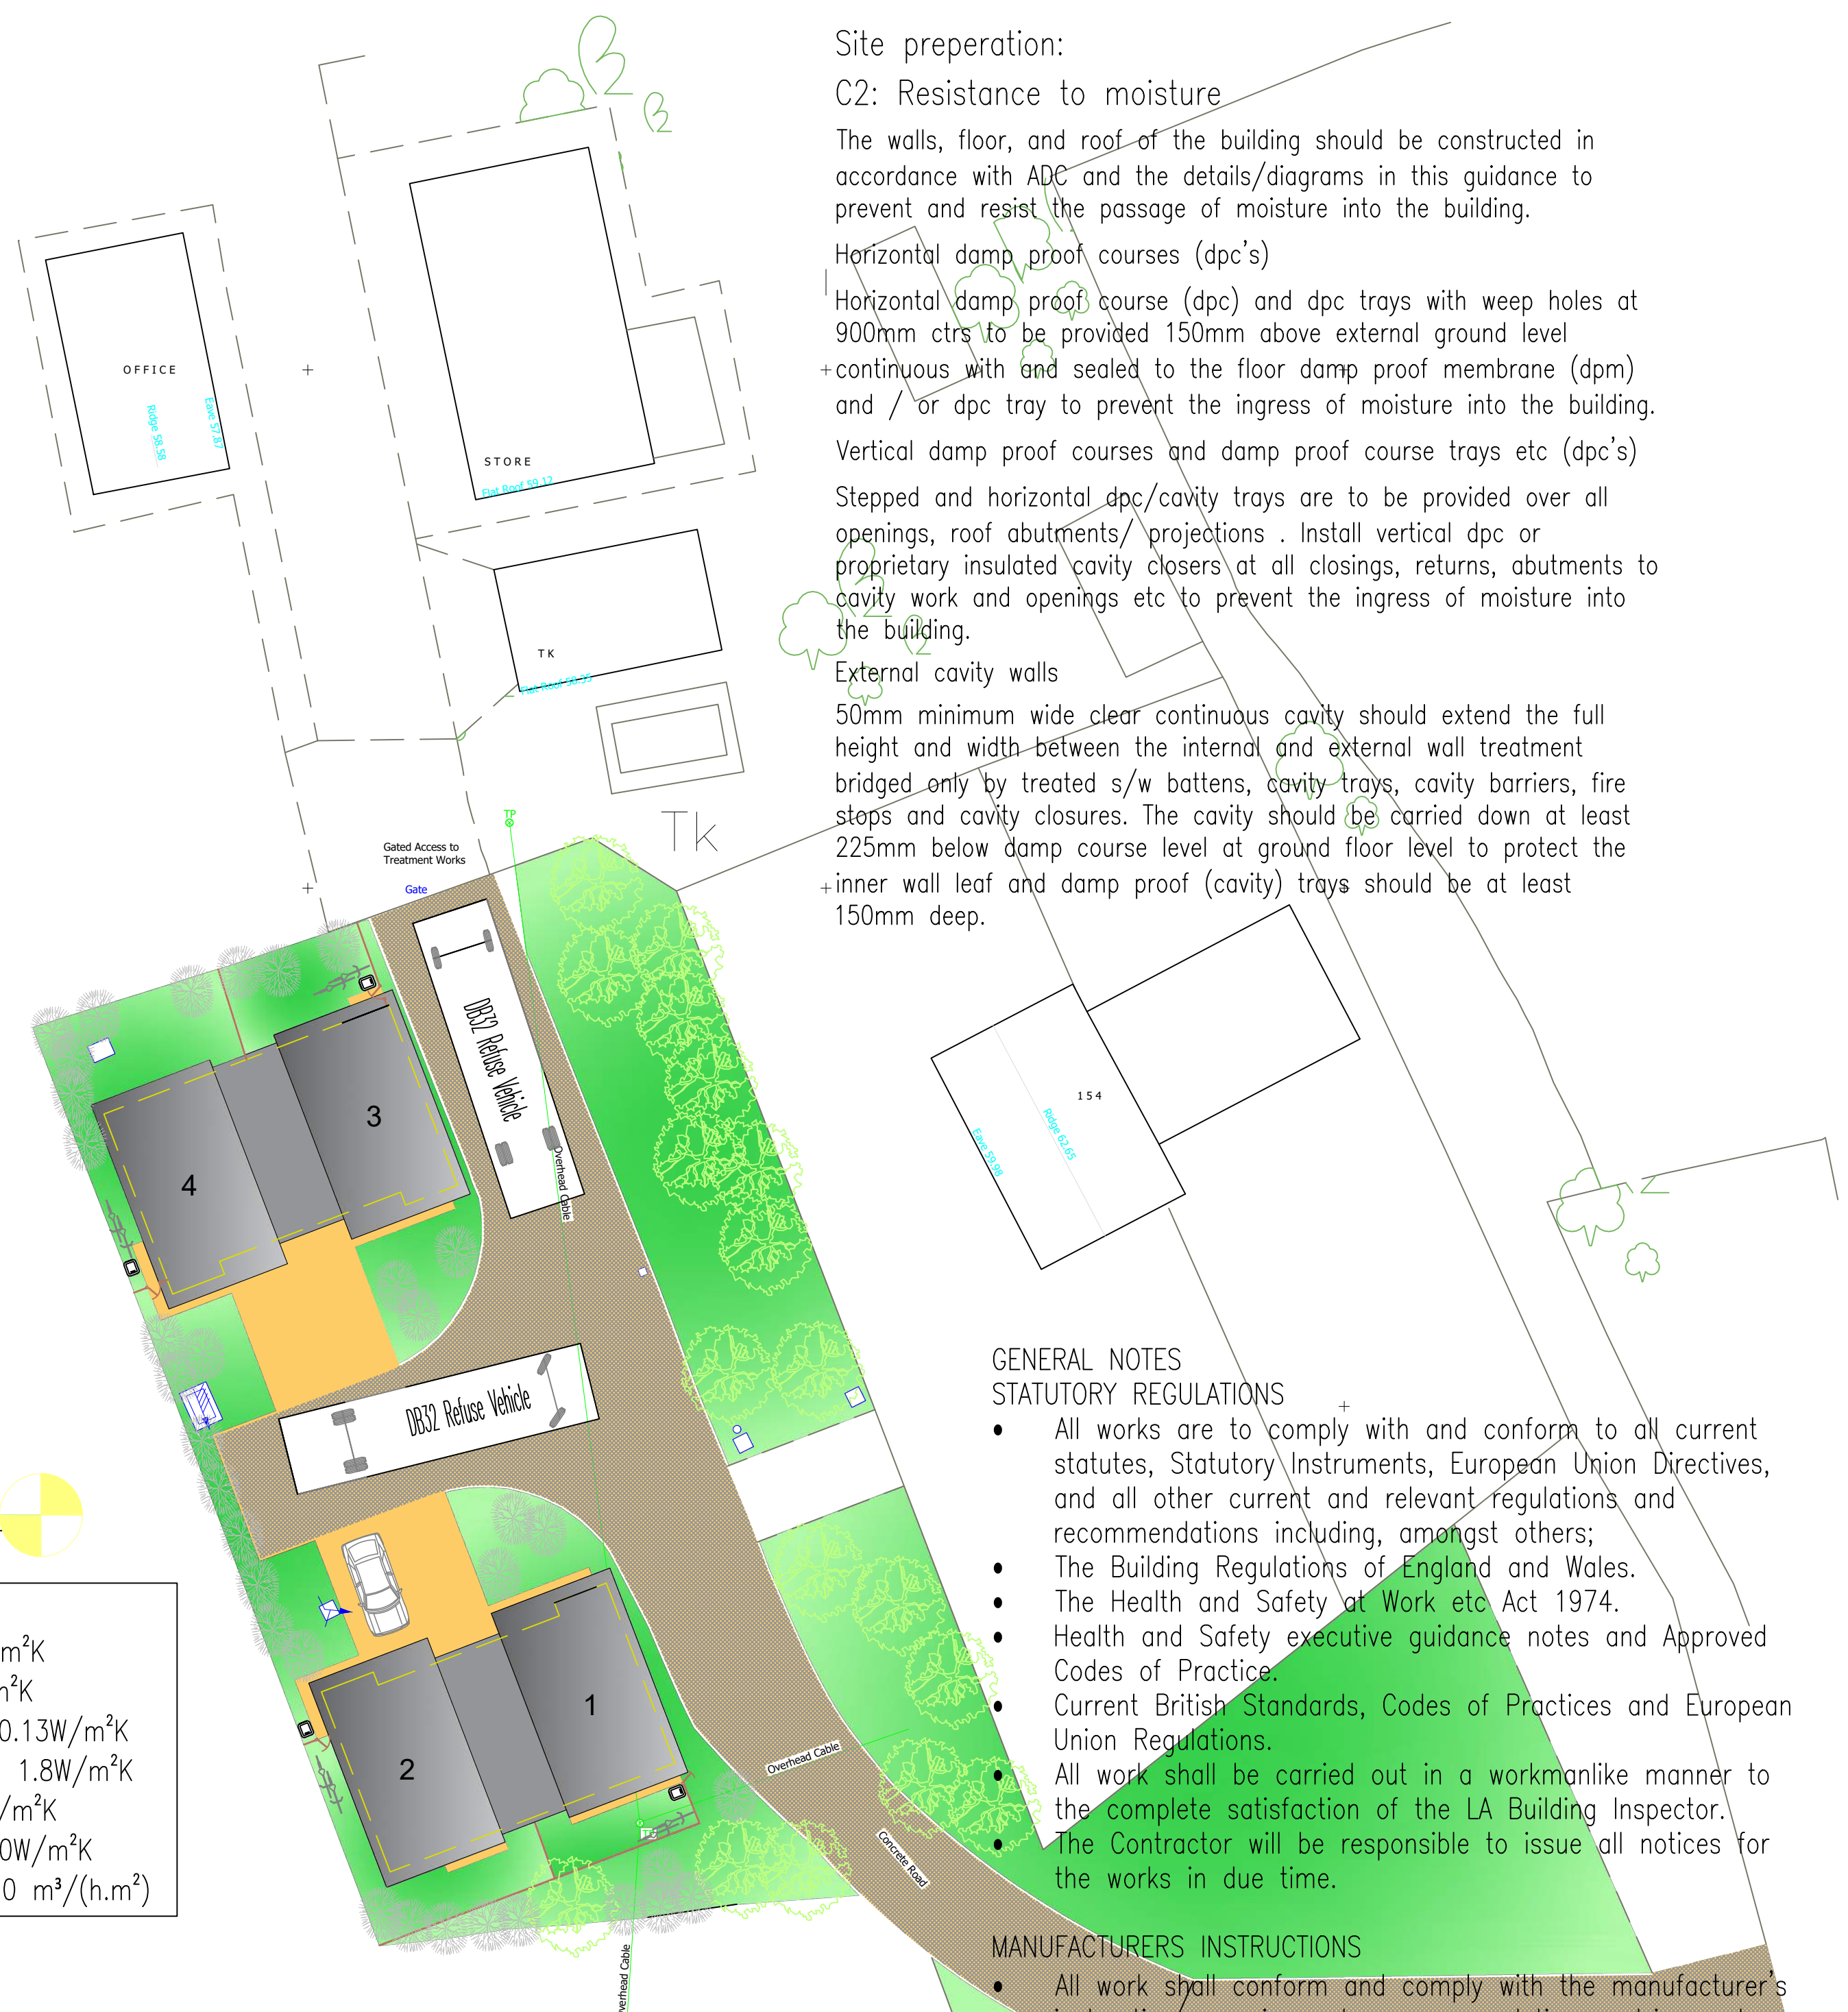 Site preperation:
C2: Resistance to moisture
The walls, floor, and roof of the building should be constructed in
accordance with ADC and the details/diagrams in this guidance to
prevent and resist the passage of moisture into the building.
Horizontal damp proof courses (dpc's)
Horizontal damp proof course (dpc) and dpc trays with weep holes at
900mm ctrs to be provided 150mm above external ground level
continuous with and sealed to the floor damp proof membrane (dpm)
and / or dpc tray to prevent the ingress of moisture into the building.
Vertical damp proof courses and damp proof course trays etc (dpc's)
Stepped and horizontal dpc/cavity trays are to be provided over all
openings, roof abutments/ projections . Install vertical dpc or
proprietary insulated cavity closers at all closings, returns, abutments to
cavity work and openings etc to prevent the ingress of moisture into
the building.
External cavity walls
50mm minimum wide clear continuous cavity should extend the full
height and width between the internal and external wall treatment
bridged only by treated s/w battens, cavity trays, cavity barriers, fire
stops and cavity closures. The cavity should be carried down at least
225mm below damp course level at ground floor level to protect the
inner wall leaf and damp proof (cavity) trays should be at least
150mm deep.
OFFICE
Ridge 58.58
Eave 57.87
STORE
Flat Roof 59.12
TK
Flat Roof 58.35
TP
Tk
Gated Access to
Treatment Works
Gate
DB32 Refuse Vehicle
Overhead Cable
3
4
154
Ridge 62.65
Eave 59.98
DB32 Refuse Vehicle
1
2
Overhead Cable
Concrete Road
Overhead Cable
m²K
m²K
0.13W/m²K
1.8W/m²K
/m²K
0W/m²K
0 m³/(h.m²)
GENERAL NOTES
STATUTORY REGULATIONS
• All works are to comply with and conform to all current
statutes, Statutory Instruments, European Union Directives,
and all other current and relevant regulations and
recommendations including, amongst others;
• The Building Regulations of England and Wales.
• The Health and Safety at Work etc Act 1974.
• Health and Safety executive guidance notes and Approved
Codes of Practice.
• Current British Standards, Codes of Practices and European
Union Regulations.
• All work shall be carried out in a workmanlike manner to
the complete satisfaction of the LA Building Inspector.
• The Contractor will be responsible to issue all notices for
the works in due time.
MANUFACTURERS INSTRUCTIONS
• All work shall conform and comply with the manufacturer's